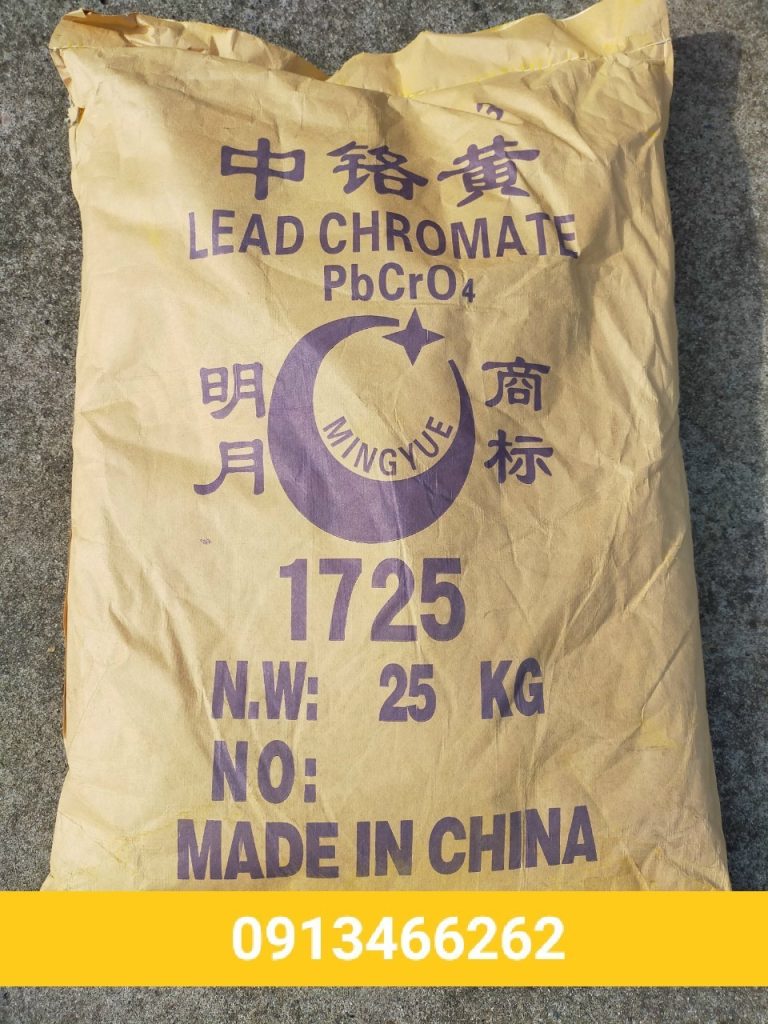 中铬黄
LEAD CHROMATE
PbCrO₄
明月
商标
MINGYUE
1725
N.W: 25 KG
NO:
MADE IN CHINA
0913466262